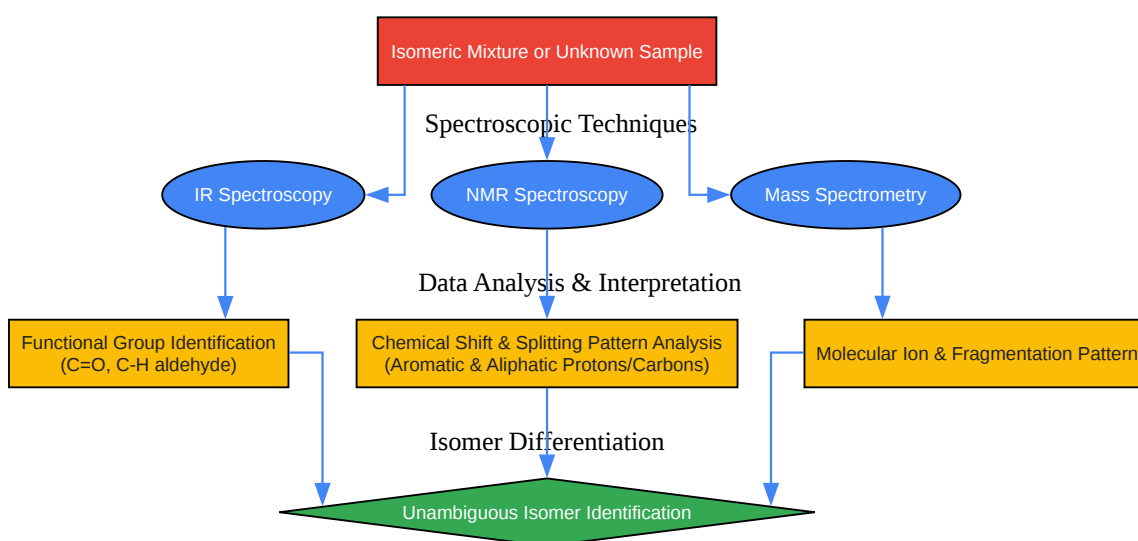 Isomeric Mixture or Unknown Sample
Spectroscopic Techniques
IR Spectroscopy
NMR Spectroscopy
Mass Spectrometry
Data Analysis & Interpretation
Functional Group Identification
(C=O, C-H aldehyde)
Chemical Shift & Splitting Pattern Analysis
(Aromatic & Aliphatic Protons/Carbons)
Molecular Ion & Fragmentation Pattern
Isomer Differentiation
Unambiguous Isomer Identification